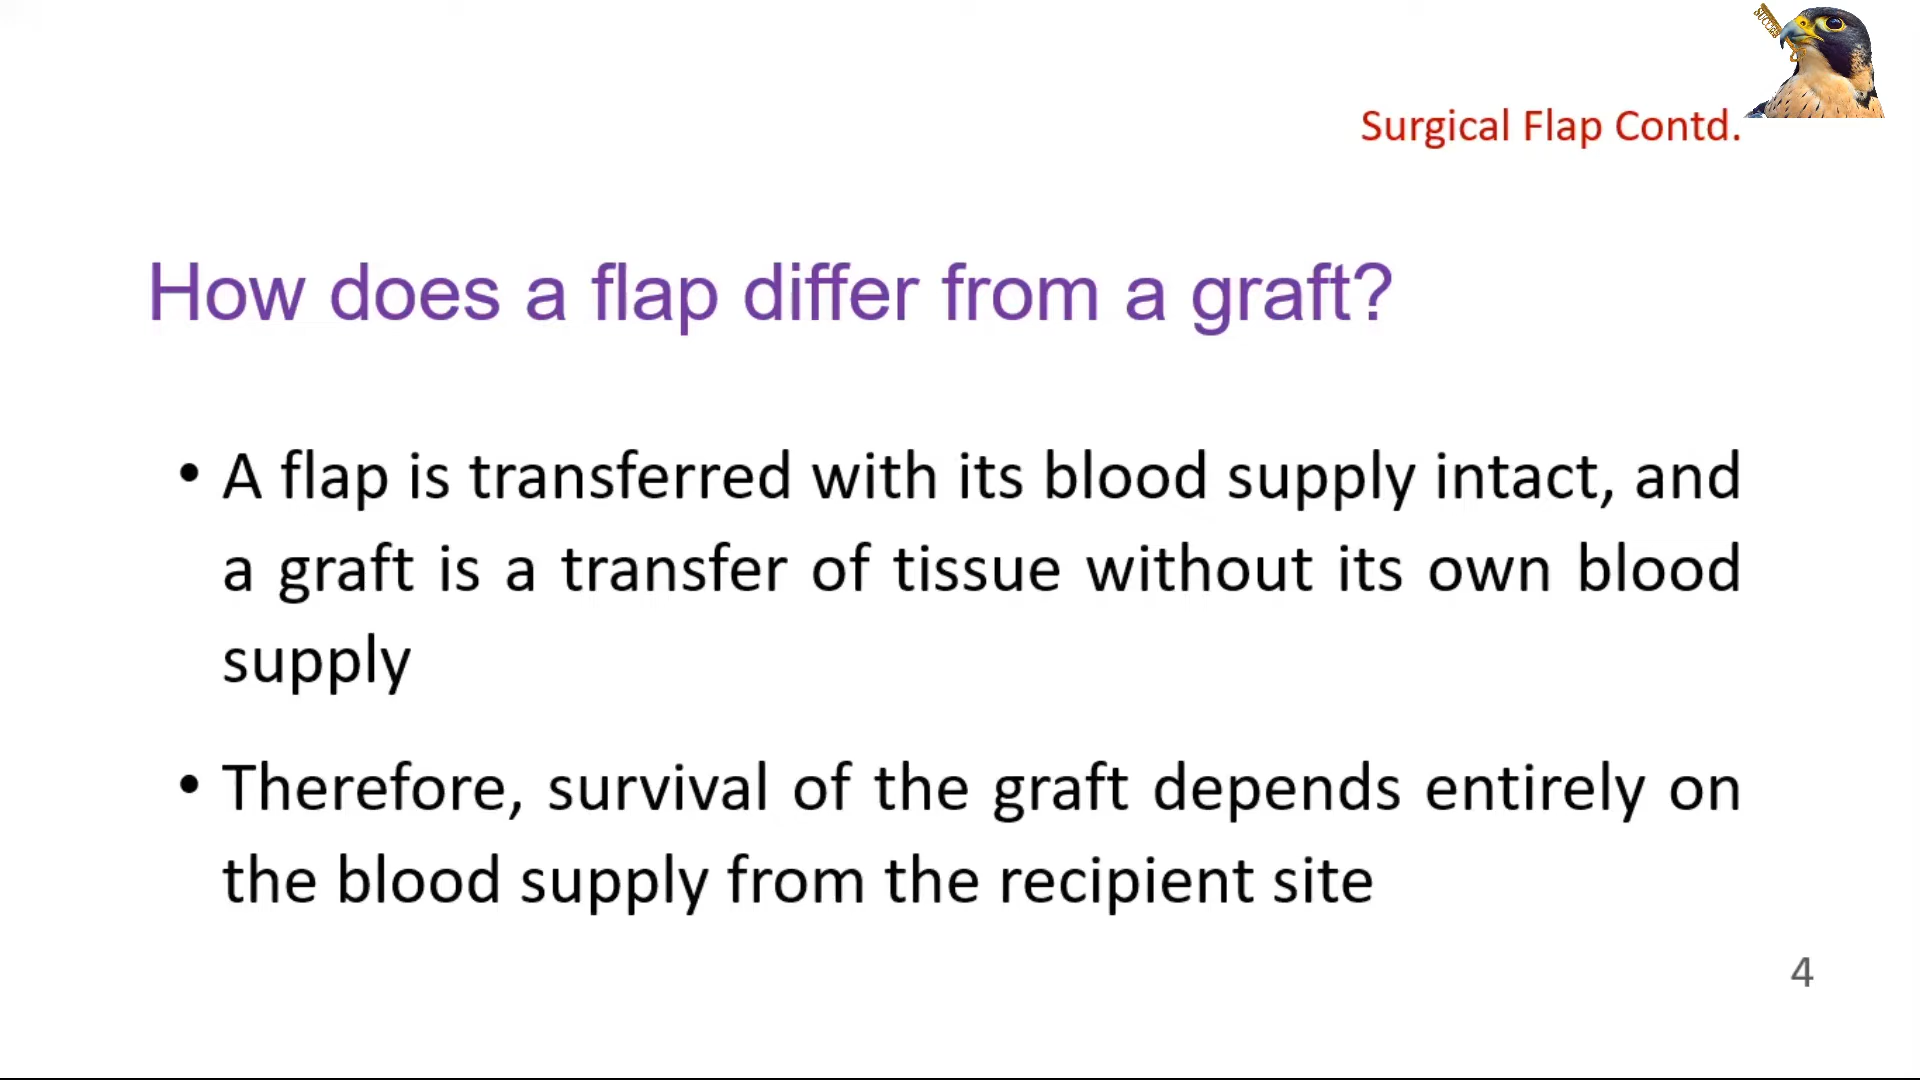 SUCCESS
Surgical Flap Contd.
How does a flap differ from a graft?
• A flap is transferred with its blood supply intact, and
a graft is a transfer of tissue without its own blood
supply
• Therefore, survival of the graft depends entirely on
the blood supply from the recipient site
4